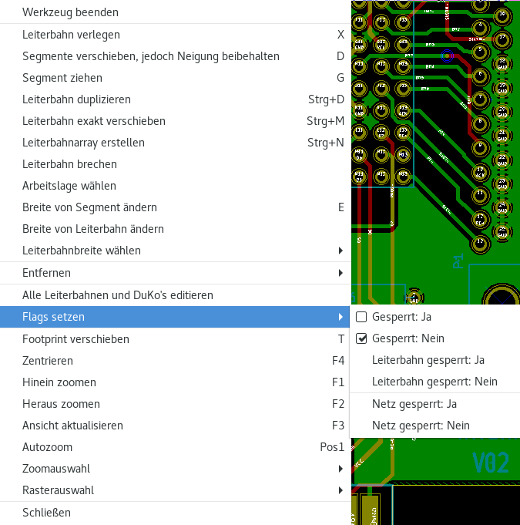 Werkzeug beenden
Leiterbahn verlegen X
Segmente verschieben, jedoch Neigung beibehalten D
Segment ziehen G
Leiterbahn duplizieren Strg+D
Leiterbahn exakt verschieben Strg+M
Leiterbahnarray erstellen Strg+N
Leiterbahn brechen
Arbeitslage wählen
Breite von Segment ändern E
Breite von Leiterbahn ändern
Leiterbahnbreite wählen
Entfernen
Alle Leiterbahnen und DuKo's editieren
Flags setzen
Footprint verschieben T
Zentrieren F4
Hinein zoomen F1
Heraus zoomen F2
Ansicht aktualisieren F3
Autozoom Pos1
Zoomauswahl
Rasterauswahl
Schließen
Gesperrt: Ja
Gesperrt: Nein
Leiterbahn gesperrt: Ja
Leiterbahn gesperrt: Nein
Netz gesperrt: Ja
Netz gesperrt: Nein
P1
V02